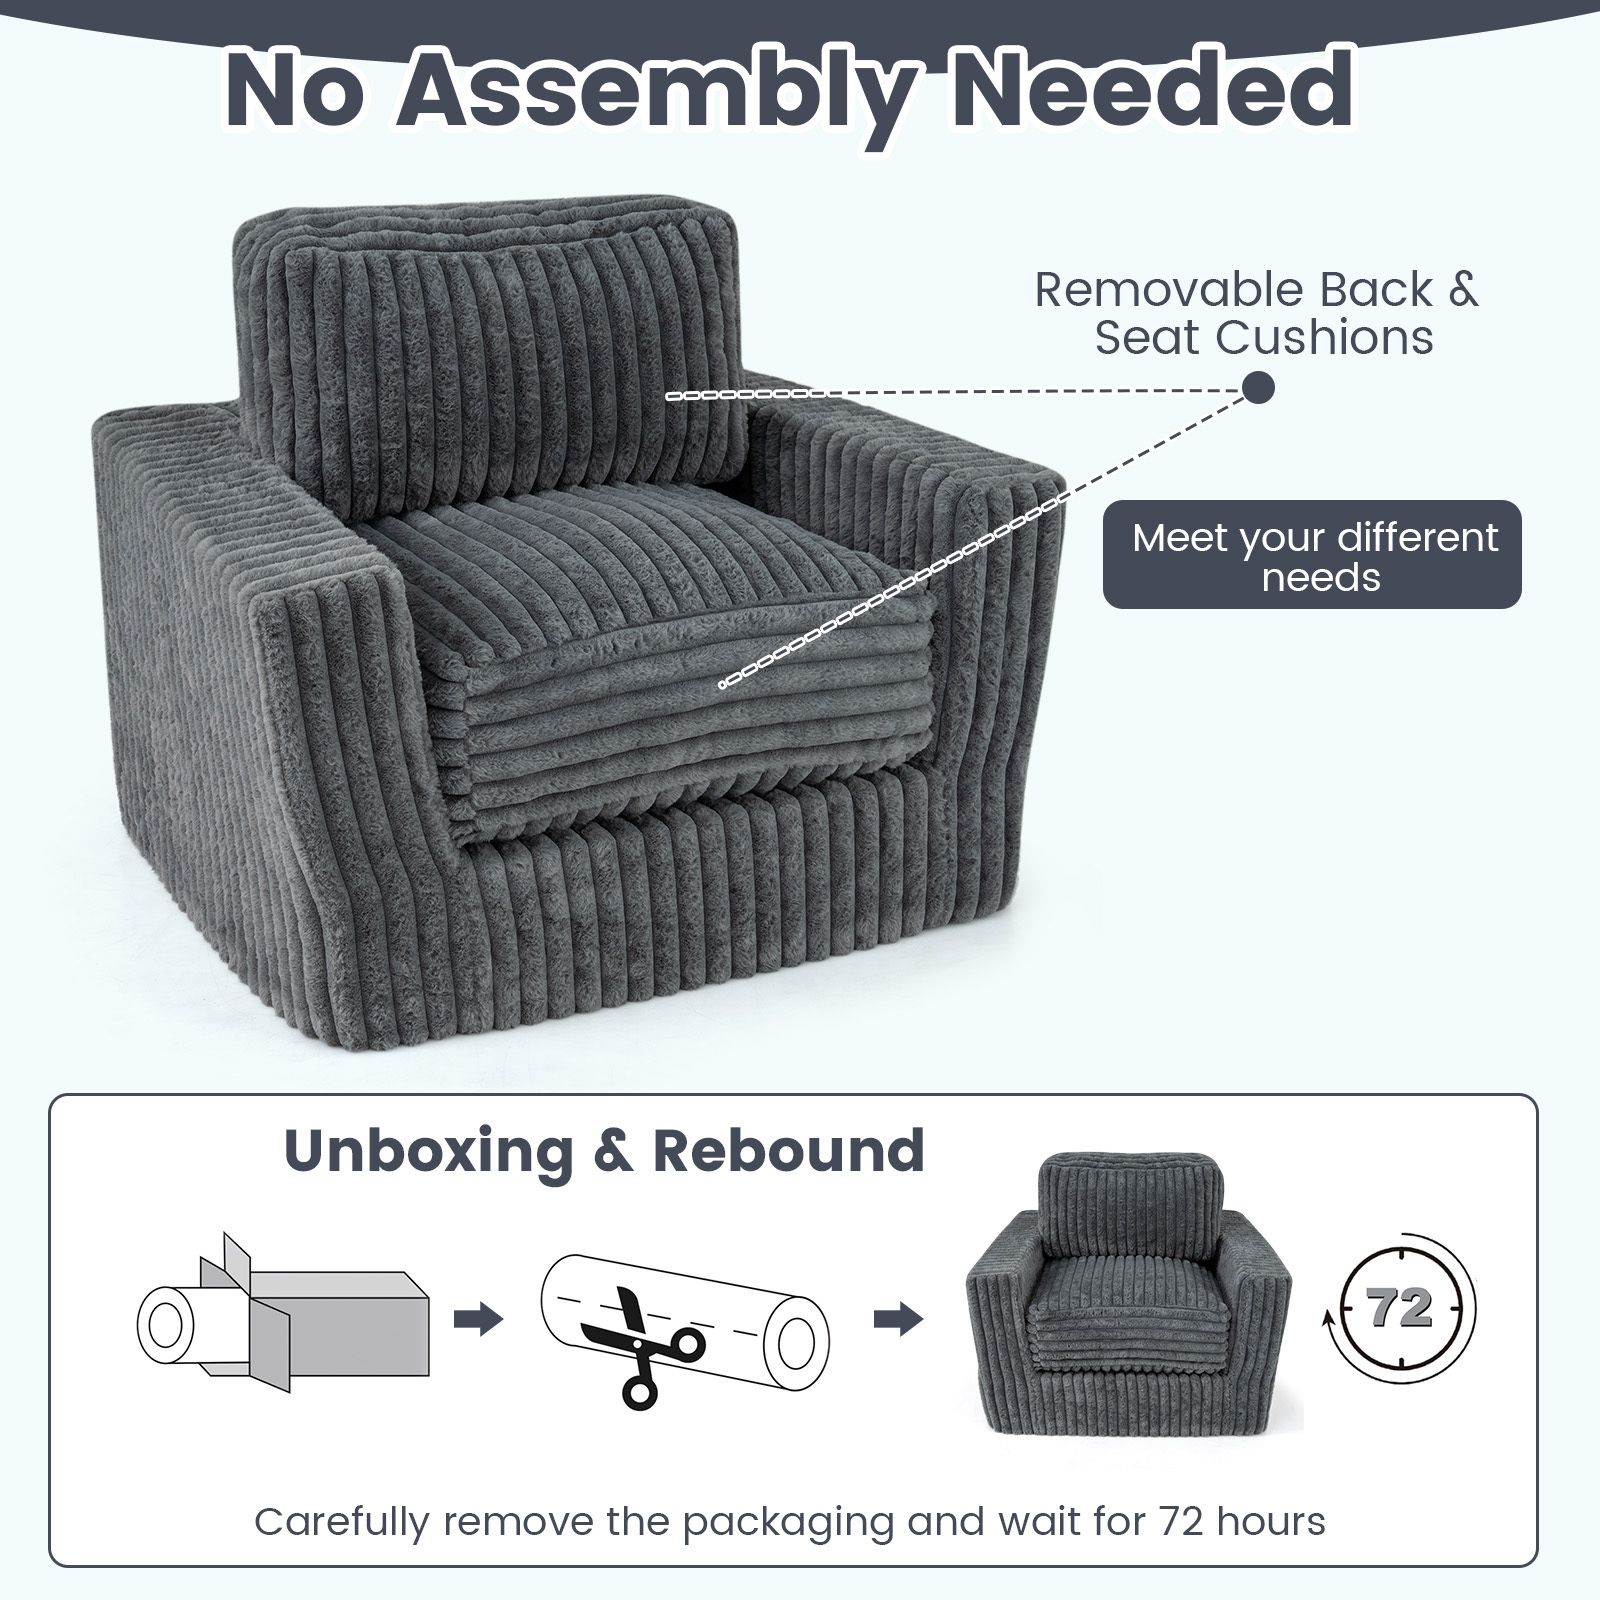 No Assembly Needed
Removable Back &
Seat Cushions
Meet your different
needs
Unboxing & Rebound
72
Carefully remove the packaging and wait for 72 hours